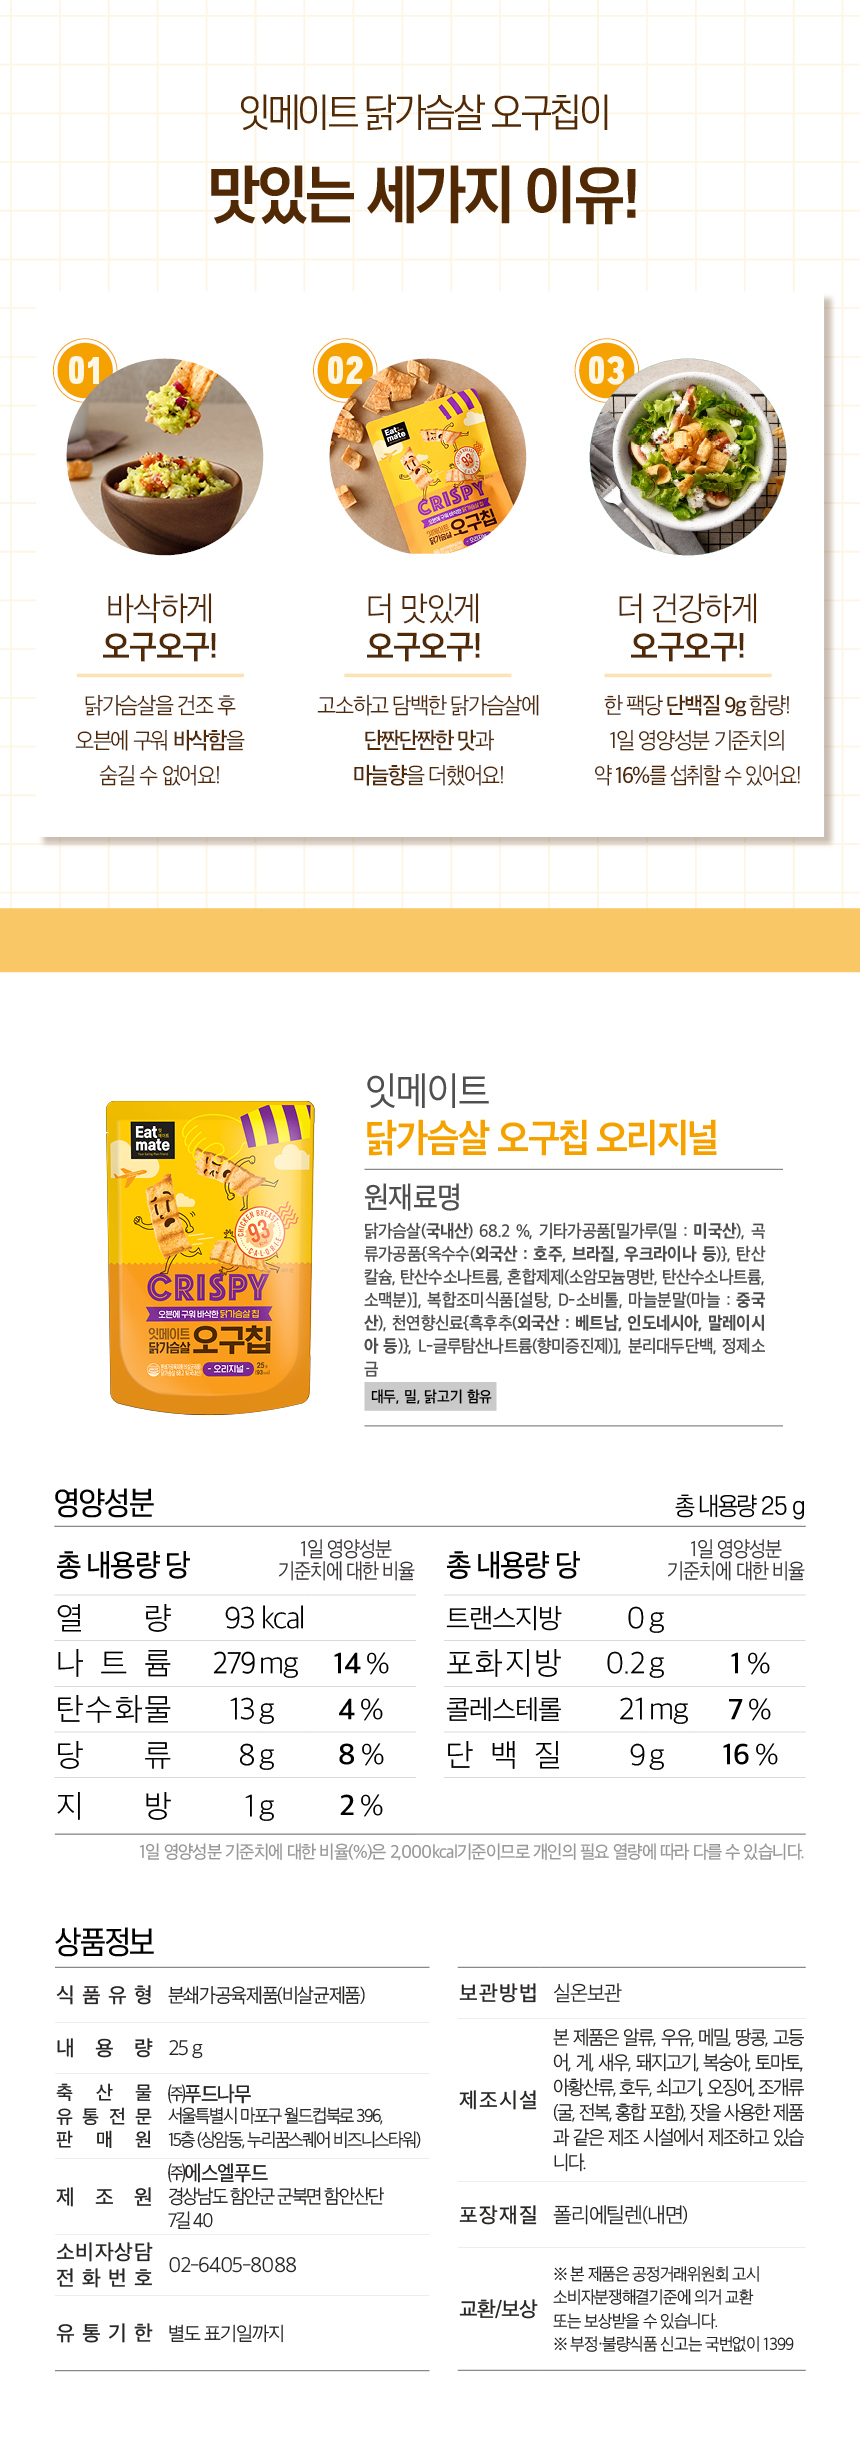 잇메이트 닭가슴살 오구칩이
맛있는 세가지 이유!
01
02
03
Eat
mate
93
CRISPY
오븐에 구워 바삭한 닭가슴살 칩
잇메이트
닭가슴살 오구칩
바삭하게
오구오구!
닭가슴살을 건조 후
오븐에 구워 바삭함을
숨길 수 없어요!
더 맛있게
오구오구!
고소하고 담백한 닭가슴살에
단짠단짠한 맛과
마늘향을 더했어요!
더 건강하게
오구오구!
한 팩당 단백질 9g 함량!
1일 영양성분 기준치의
약 16%를 섭취할 수 있어요!
Eat
mate
CHICKEN BREAST
93
CALORIE
CRISPY
오븐에 구워 바삭한 닭가슴살 칩
잇메이트
닭가슴살 오구칩
- 오리지널 -
25g
잇메이트
닭가슴살 오구칩 오리지널
원재료명
닭가슴살(국내산) 68.2 %, 기타가공품[밀가루(밀 : 미국산), 곡
류가공품{옥수수(외국산 : 호주, 브라질, 우크라이나 등)}, 탄산
칼슘, 탄산수소나트륨, 혼합제제(소암모늄명반, 탄산수소나트륨,
소맥분)], 복합조미식품[설탕, D-소비톨, 마늘분말(마늘 : 중국
산), 천연향신료{흑후추(외국산 : 베트남, 인도네시아, 말레이시
아 등)}, L-글루탐산나트륨(향미증진제)], 분리대두단백, 정제소
금
대두, 밀, 닭고기 함유
영양성분
총 내용량 25 g
총 내용량 당
1일 영양성분
기준치에 대한 비율
열 량 93 kcal
나 트 륨 279 mg 14 %
탄수화물 13 g 4 %
당 류 8 g 8 %
지 방 1 g 2 %
총 내용량 당
1일 영양성분
기준치에 대한 비율
트랜스지방 0 g
포화지방 0.2 g 1 %
콜레스테롤 21 mg 7 %
단 백 질 9 g 16 %
1일 영양성분 기준치에 대한 비율(%)은 2,000kcal기준이므로 개인의 필요 열량에 따라 다를 수 있습니다.
상품정보
식 품 유 형 분쇄가공육제품(비살균제품)
내 용 량 25 g
축 산 물
유 통 전 문
판 매 원
㈜푸드나무
서울특별시 마포구 월드컵북로 396,
15층 (상암동, 누리꿈스퀘어 비즈니스타워)
제 조 원
㈜에스엘푸드
경상남도 함안군 군북면 함안산단
7길 40
소비자상담
전 화 번 호
02-6405-8088
유 통 기 한 별도 표기일까지
보관방법 실온보관
제조시설
본 제품은 알류, 우유, 메밀, 땅콩, 고등
어, 게, 새우, 돼지고기, 복숭아, 토마토,
아황산류, 호두, 쇠고기, 오징어, 조개류
(굴, 전복, 홍합 포함), 잣을 사용한 제품
과 같은 제조 시설에서 제조하고 있습
니다.
포장재질 폴리에틸렌(내면)
교환/보상
※ 본 제품은 공정거래위원회 고시
소비자분쟁해결기준에 의거 교환
또는 보상받을 수 있습니다.
※ 부정·불량식품 신고는 국번없이 1399